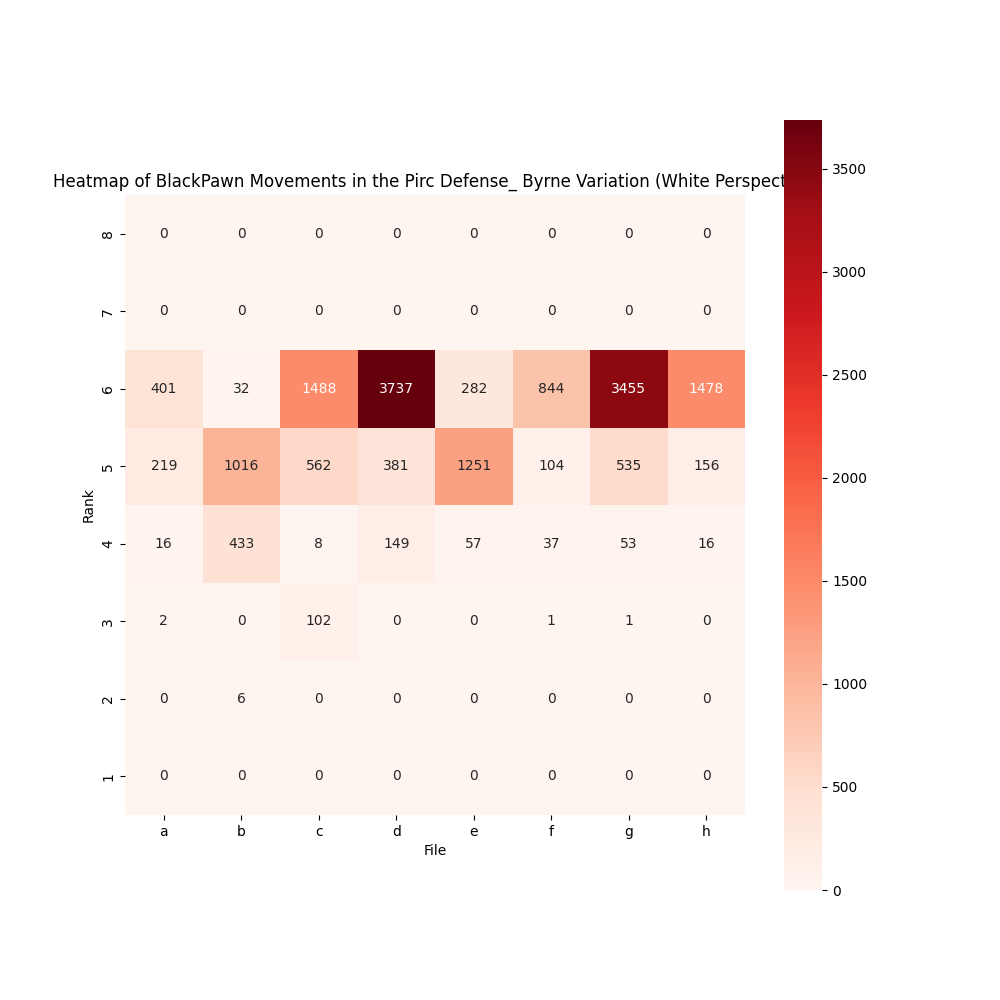 Heatmap of BlackPawn Movements in the Pirc Defense_ Byrne Variation (White Perspect
8 0 0 0 0 0 0 0 0
7 0 0 0 0 0 0 0 0
6 401 32 1488 3737 282 844 3455 1478
5 219 1016 562 381 1251 104 535 156
4 16 433 8 149 57 37 53 16
3 2 0 102 0 0 1 1 0
2 0 6 0 0 0 0 0 0
1 0 0 0 0 0 0 0 0
a b c d e f g h
File
Rank
3500
3000
2500
2000
1500
1000
500
0